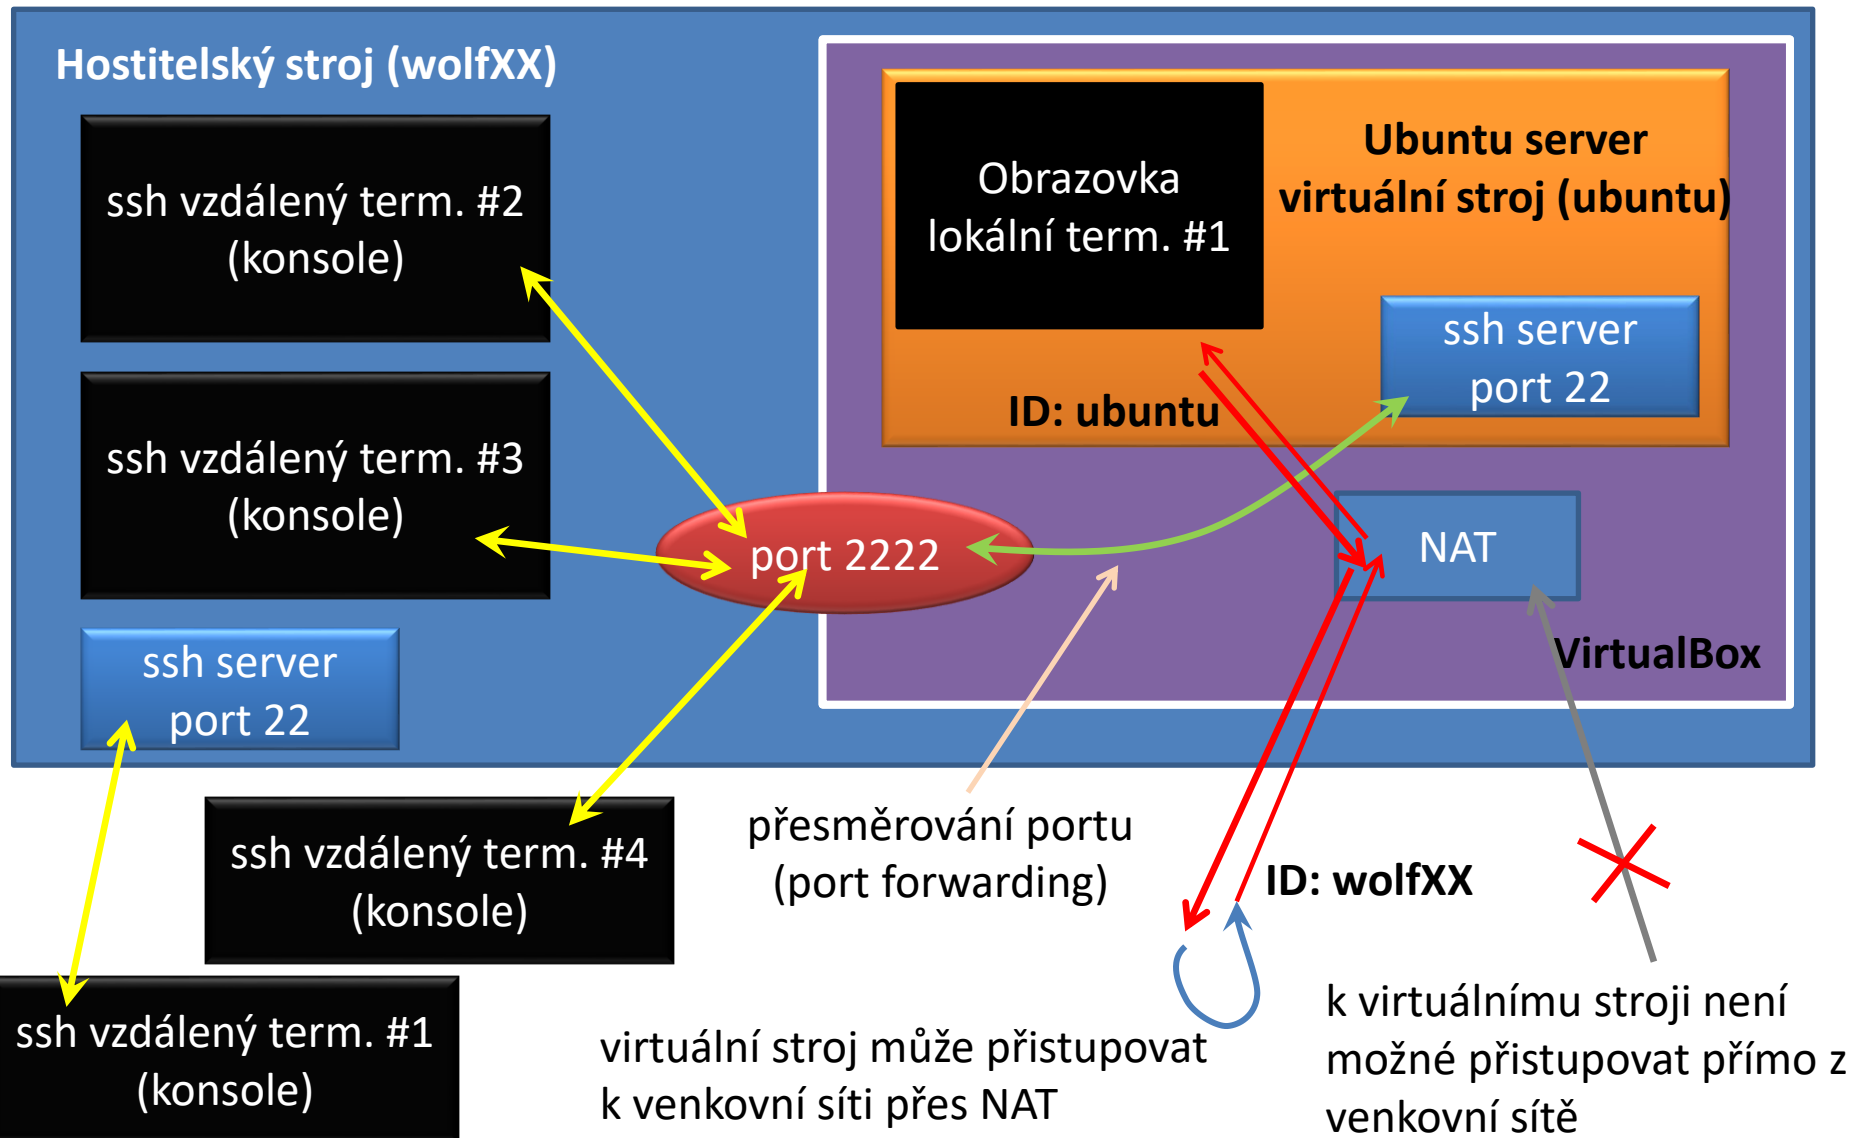 Hostitelský stroj (wolfXX)
ssh vzdálený term. #2
(konsole)
ssh vzdálený term. #3
(konsole)
ssh server
port 22
ssh vzdálený term. #4
(konsole)
ssh vzdálený term. #1
(konsole)
port 2222
Obrazovka
lokální term. #1
Ubuntu server
virtuální stroj (ubuntu)
ssh server
port 22
ID: ubuntu
NAT
VirtualBox
přesměrování portu
(port forwarding)
ID: wolfXX
virtuální stroj může přistupovat
k venkovní síti přes NAT
k virtuálnímu stroji není
možné přistupovat přímo z
venkovní sítě